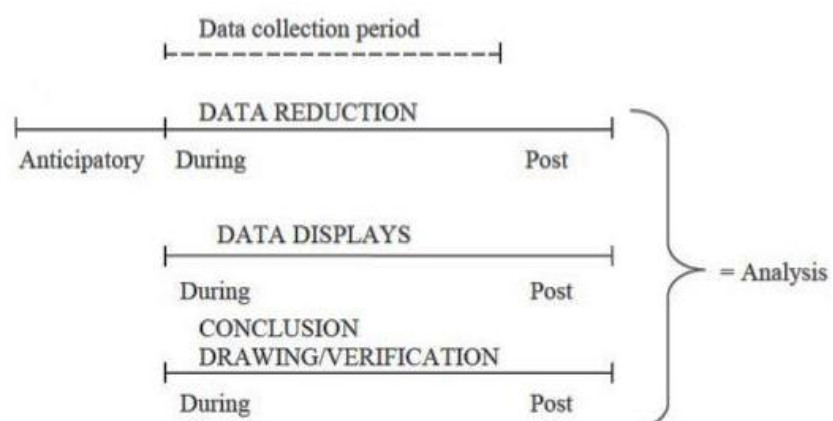 Data collection period
DATA REDUCTION
Anticipatory During Post
DATA DISPLAYS
During Post
= Analysis
CONCLUSION
DRAWING/VERIFICATION
During Post